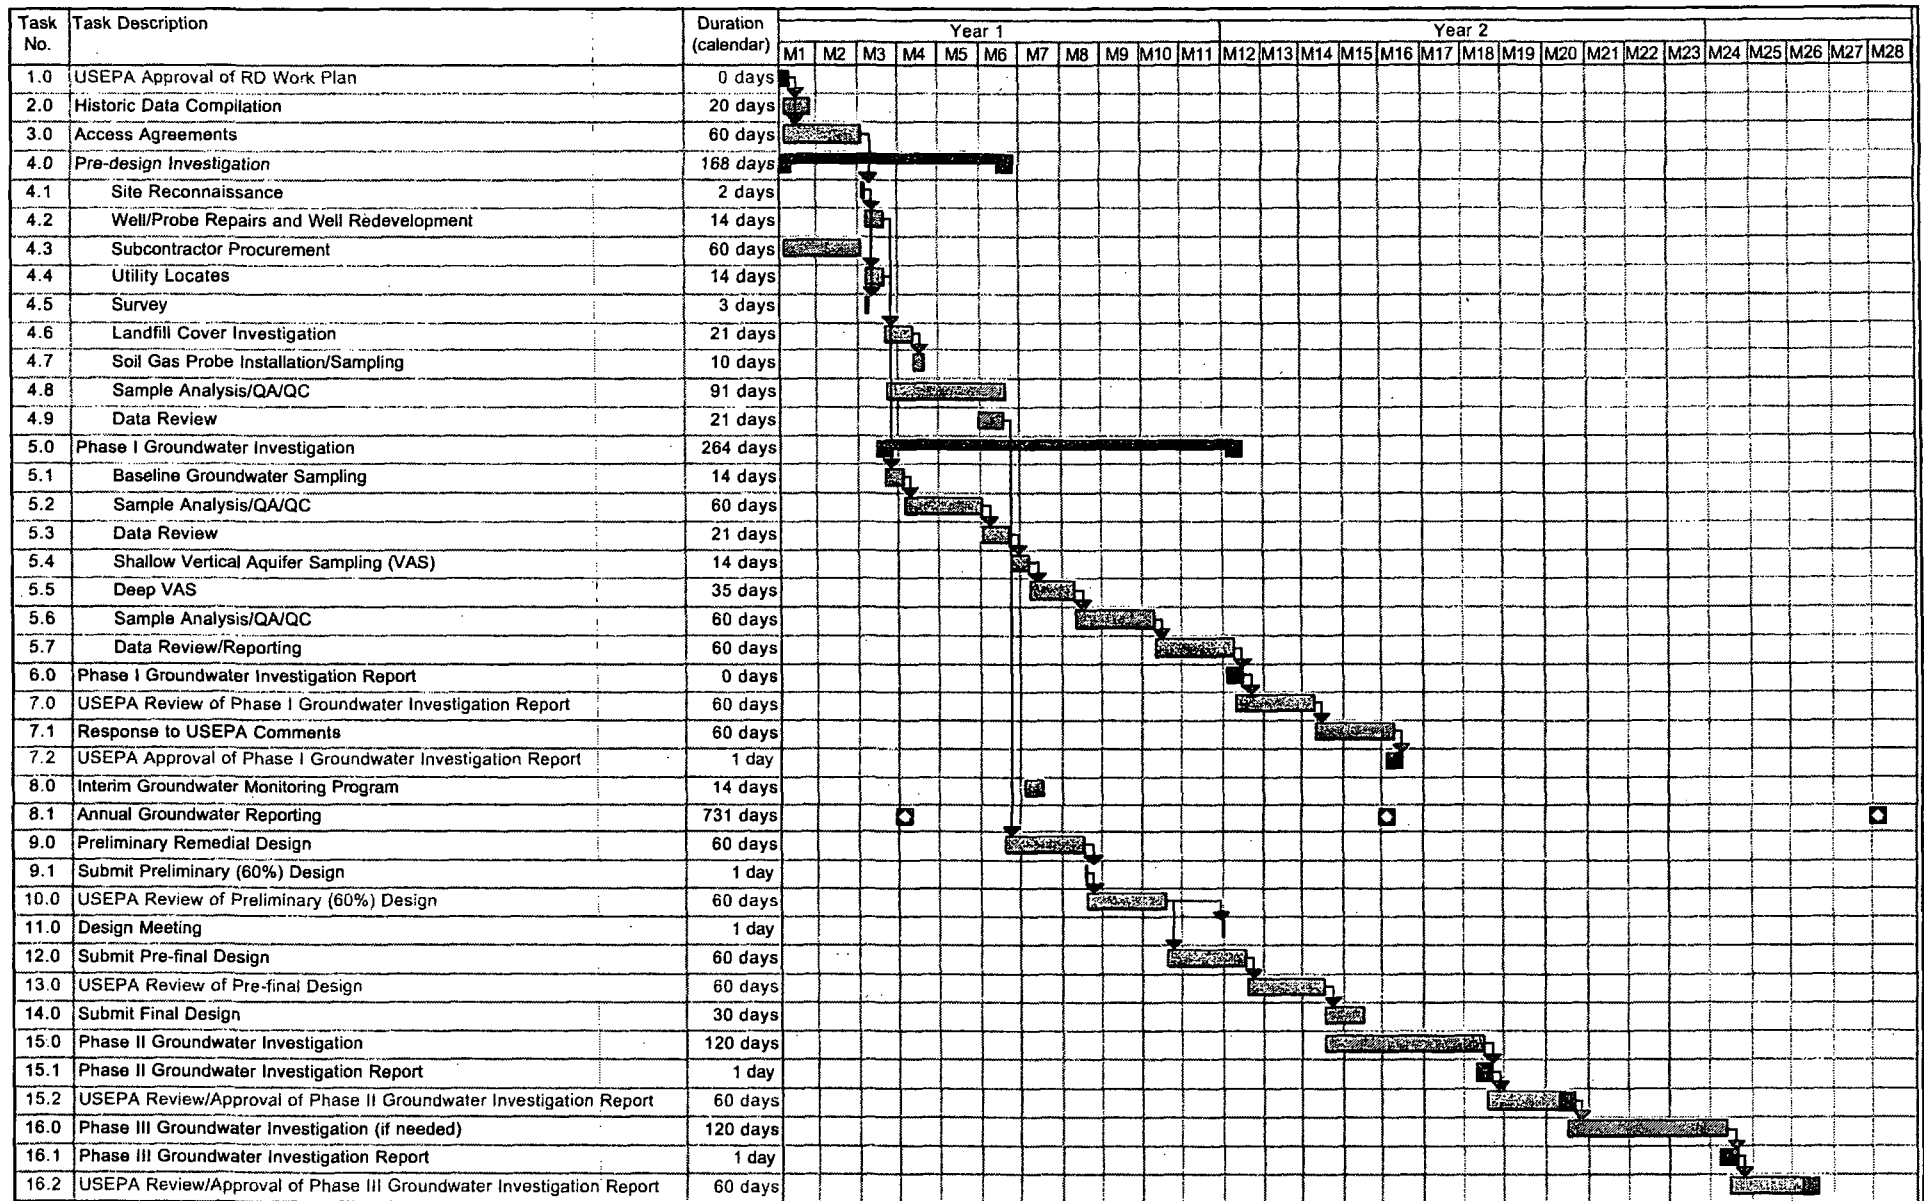 Task No. Task Description Duration (calendar) Year 1 Year 2
M1 M2 M3 M4 M5 M6 M7 M8 M9 M10 M11 M12 M13 M14 M15 M16 M17 M18 M19 M20 M21 M22 M23 M24 M25 M26 M27 M28
1.0 USEPA Approval of RD Work Plan 0 days
2.0 Historic Data Compilation 20 days
3.0 Access Agreements 60 days
4.0 Pre-design Investigation 168 days
4.1 Site Reconnaissance 2 days
4.2 Well/Probe Repairs and Well Redevelopment 14 days
4.3 Subcontractor Procurement 60 days
4.4 Utility Locates 14 days
4.5 Survey 3 days
4.6 Landfill Cover Investigation 21 days
4.7 Soil Gas Probe Installation/Sampling 10 days
4.8 Sample Analysis/QA/QC 91 days
4.9 Data Review 21 days
5.0 Phase I Groundwater Investigation 264 days
5.1 Baseline Groundwater Sampling 14 days
5.2 Sample Analysis/QA/QC 60 days
5.3 Data Review 21 days
5.4 Shallow Vertical Aquifer Sampling (VAS) 14 days
5.5 Deep VAS 35 days
5.6 Sample Analysis/QA/QC 60 days
5.7 Data Review/Reporting 60 days
6.0 Phase I Groundwater Investigation Report 0 days
7.0 USEPA Review of Phase I Groundwater Investigation Report 60 days
7.1 Response to USEPA Comments 60 days
7.2 USEPA Approval of Phase I Groundwater Investigation Report 1 day
8.0 Interim Groundwater Monitoring Program 14 days
8.1 Annual Groundwater Reporting 731 days
9.0 Preliminary Remedial Design 60 days
9.1 Submit Preliminary (60%) Design 1 day
10.0 USEPA Review of Preliminary (60%) Design 60 days
11.0 Design Meeting 1 day
12.0 Submit Pre-final Design 60 days
13.0 USEPA Review of Pre-final Design 60 days
14.0 Submit Final Design 30 days
15.0 Phase II Groundwater Investigation 120 days
15.1 Phase II Groundwater Investigation Report 1 day
15.2 USEPA Review/Approval of Phase II Groundwater Investigation Report 60 days
16.0 Phase III Groundwater Investigation (if needed) 120 days
16.1 Phase III Groundwater Investigation Report 1 day
16.2 USEPA Review/Approval of Phase III Groundwater Investigation Report 60 days